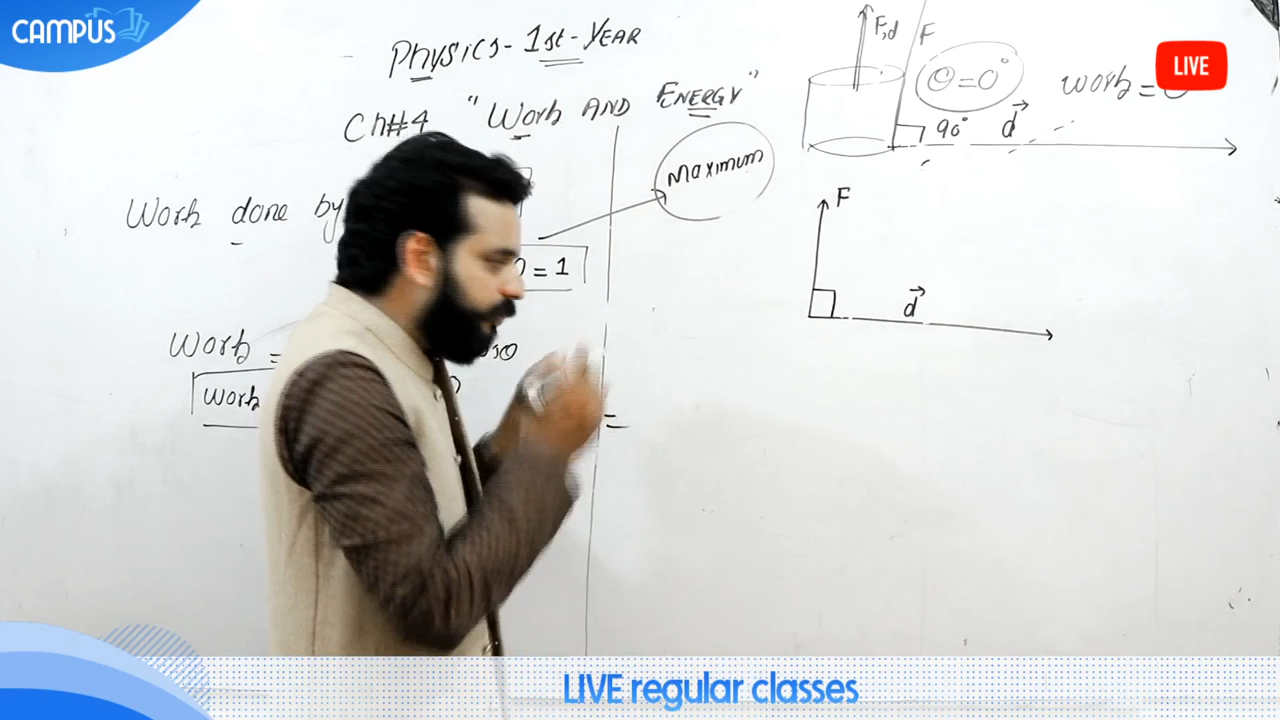 CAMPUS
LIVE
Physics-1st-YEAR
Ch#4 "Work AND ENERGY"
Work done by
= 1
Maximum
Work =
Work
=
F,d
F
Θ=0°
work = 0
90° d
F
d
LIVE regular classes